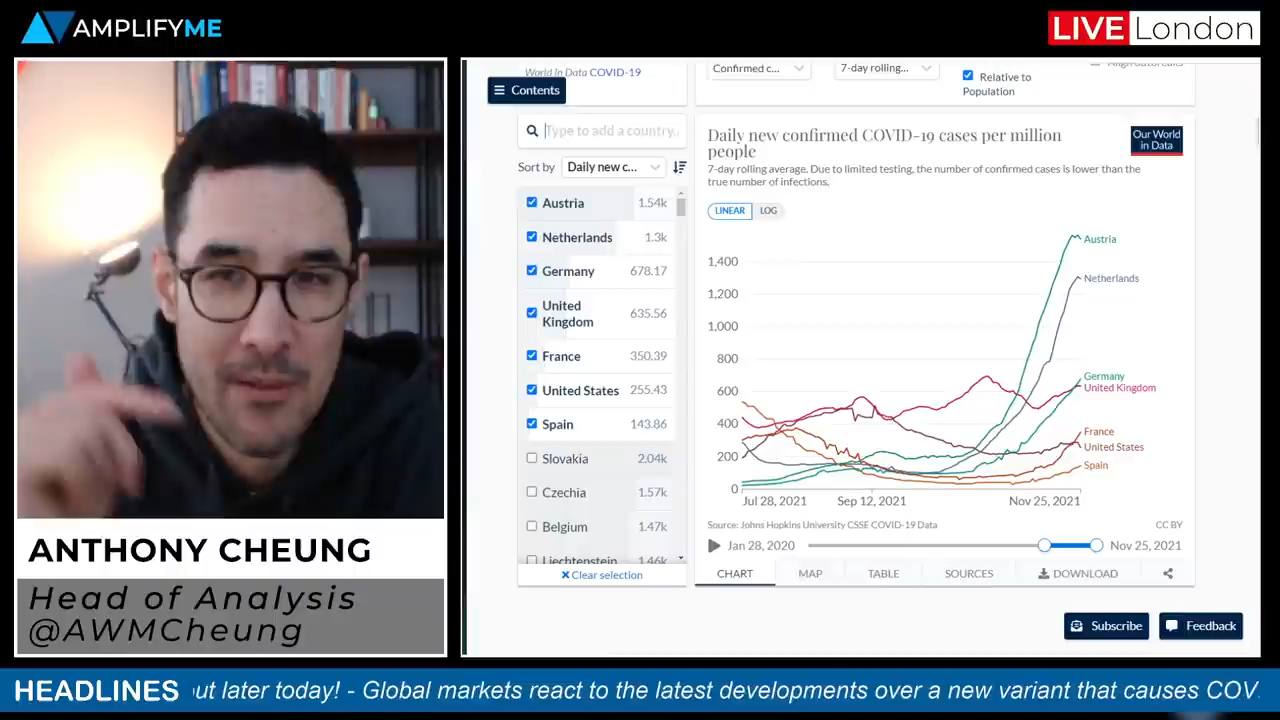 AMPLIFYME
LIVE London
World in Data COVID-19
Contents
Confirmed c...
7-day rolling...
Relative to
Population
Align outbreaks
Type to add a country...
Sort by Daily new c...
Austria 1.54k
Netherlands 1.3k
Germany 678.17
United
Kingdom 635.56
France 350.39
United States 255.43
Spain 143.86
Slovakia 2.04k
Czechia 1.57k
Belgium 1.47k
Liechtenstein 1.46k
Clear selection
Daily new confirmed COVID-19 cases per million
people
Our World
in Data
7-day rolling average. Due to limited testing, the number of confirmed cases is lower than the
true number of infections.
LINEAR LOG
1,400
1,200
1,000
800
600
400
200
0
Austria
Netherlands
Germany
United Kingdom
France
United States
Spain
Jul 28, 2021 Sep 12, 2021 Nov 25, 2021
Source: Johns Hopkins University CSSE COVID-19 Data CC BY
Jan 28, 2020 Nov 25, 2021
CHART MAP TABLE SOURCES DOWNLOAD
Subscribe Feedback
ANTHONY CHEUNG
Head of Analysis
@AWMCheung
HEADLINES ut later today! - Global markets react to the latest developments over a new variant that causes COV